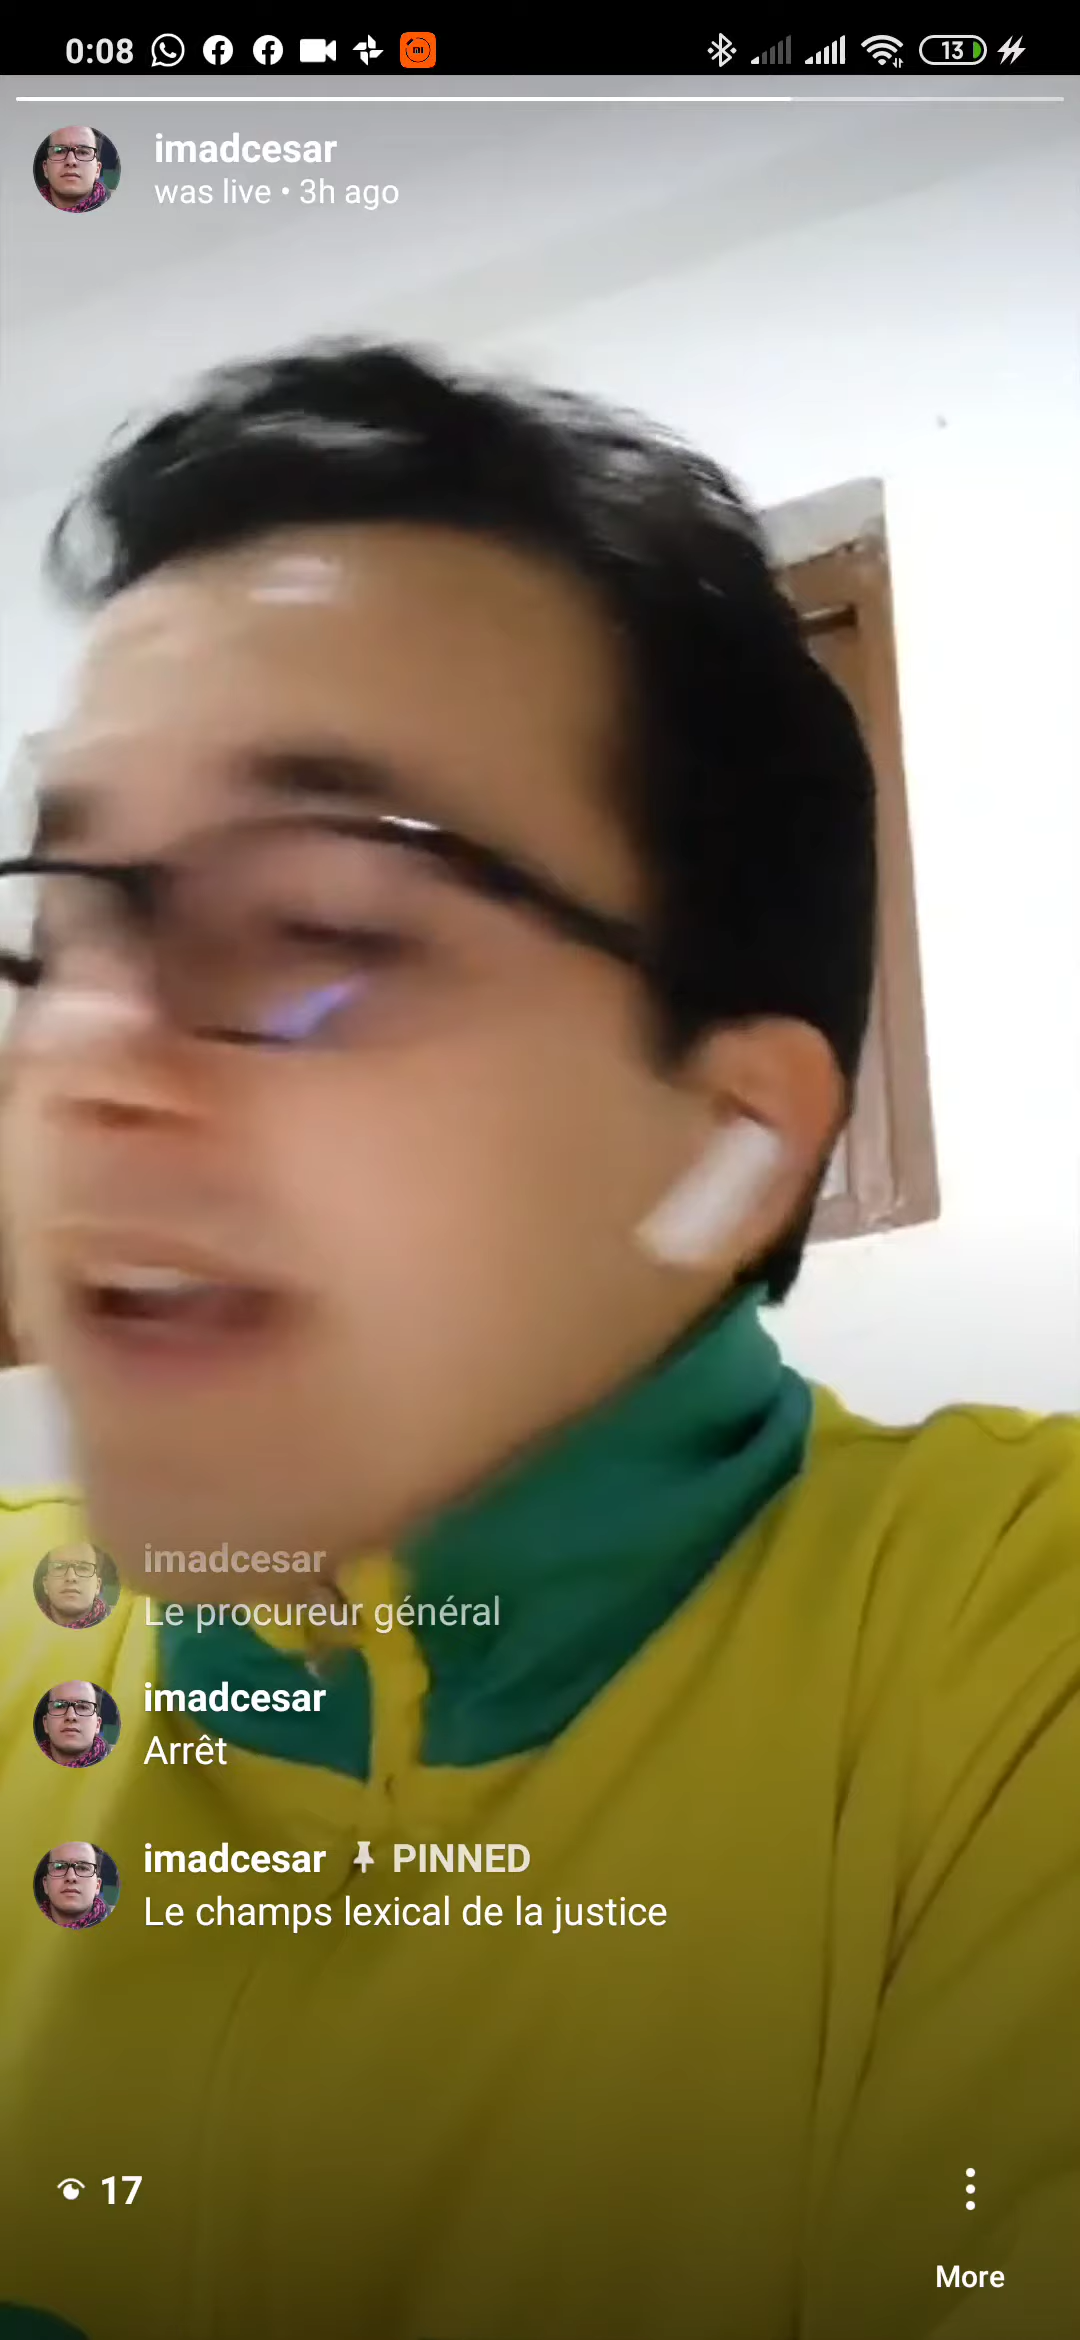 0:08
13
imadcesar
was live • 3h ago
imadcesar
Le procureur général
imadcesar
Arrêt
imadcesar PINNED
Le champs lexical de la justice
17
More